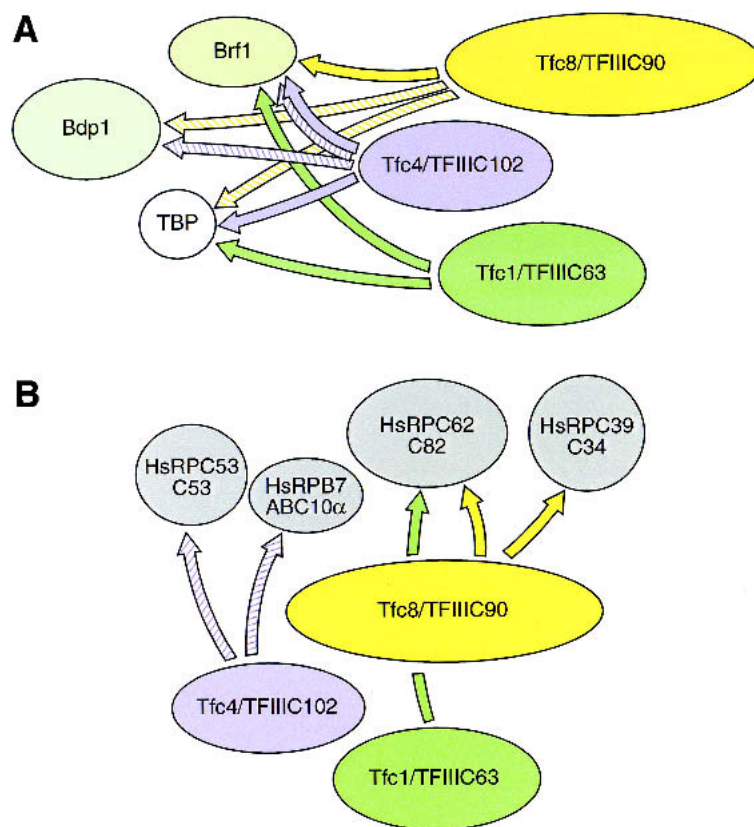 A
Brf1
Tfc8/TFIIIC90
Bdp1
Tfc4/TFIIIC102
TBP
Tfc1/TFIIIC63
B
HsRPC62
C82
HsRPC39
C34
HsRPC53
C53
HsRPB7
ABC10α
Tfc8/TFIIIC90
Tfc4/TFIIIC102
Tfc1/TFIIIC63